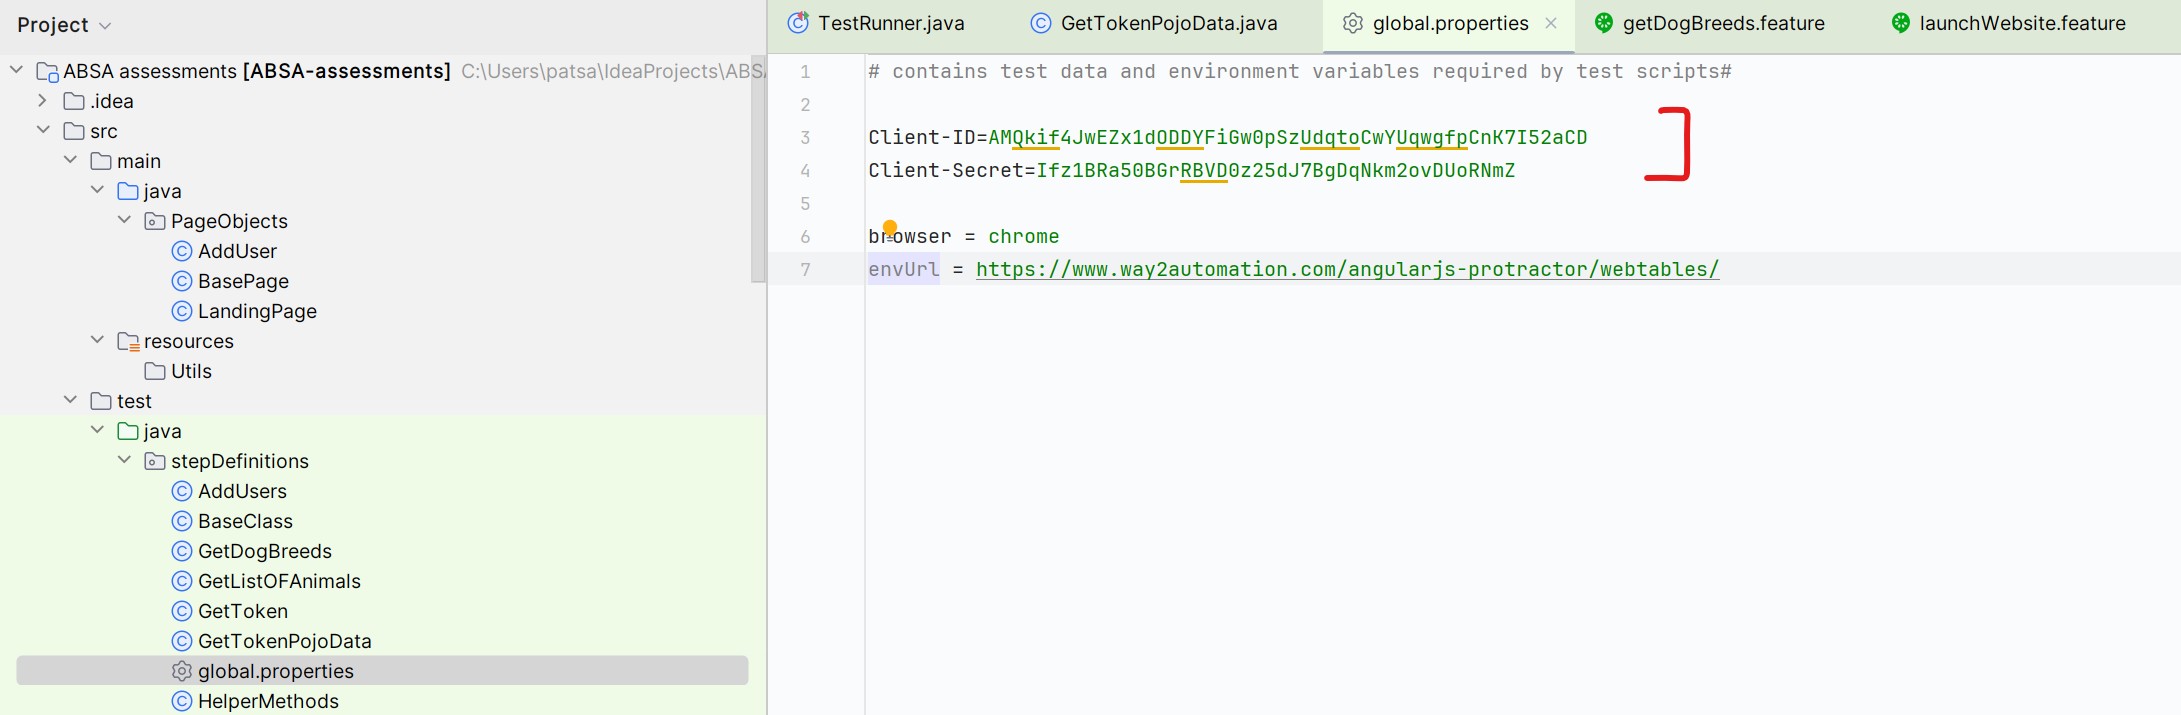 Project
ABSA assessments [ABSA-assessments] C:\Users\patsa\IdeaProjects\ABSA
.idea
src
main
java
PageObjects
AddUser
BasePage
LandingPage
resources
Utils
test
java
stepDefinitions
AddUsers
BaseClass
GetDogBreeds
GetListOFAnimals
GetToken
GetTokenPojoData
global.properties
HelperMethods
TestRunner.java
GetTokenPojoData.java
global.properties
getDogBreeds.feature
launchWebsite.feature
1 # contains test data and environment variables required by test scripts#
2
3 Client-ID=AMQkif4JwEZx1dODDYFiGw0pSzUdqtoCwYUqwgfpCnK7I52aCD
4 Client-Secret=Ifz1BRa50BGrRBVD0z25dJ7BgDqNkm2ovDUoRNmZ
5
6 browser = chrome
7 envUrl = https://www.way2automation.com/angularjs-protractor/webtables/